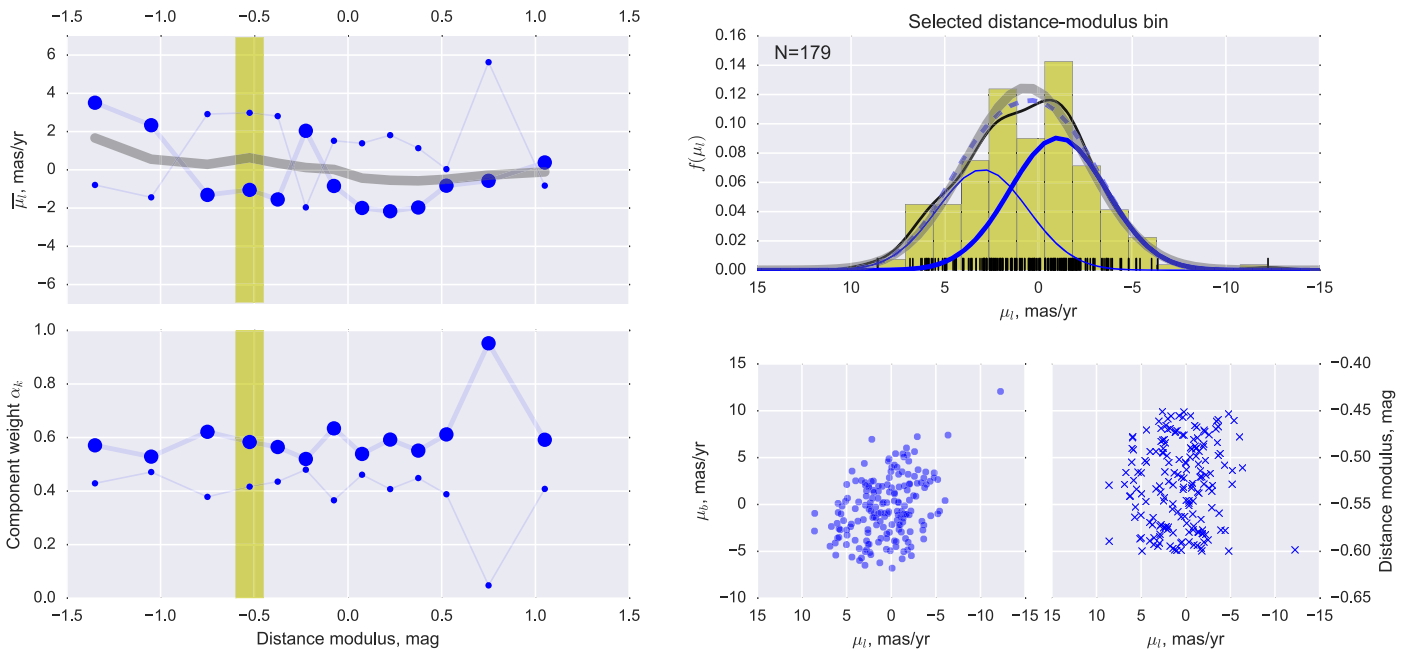 −1.5 −1.0 −0.5 0.0 0.5 1.0 1.5
6
4
2
0
−2
−4
−6
μ̅_l, mas/yr
1.0
0.8
0.6
0.4
0.2
0.0
Component weight α_k
−1.5 −1.0 −0.5 0.0 0.5 1.0 1.5
Distance modulus, mag
Selected distance-modulus bin
N=179
0.16
0.14
0.12
0.10
0.08
0.06
0.04
0.02
0.00
f(μ_l)
15 10 5 0 −5 −10 −15
μ_l, mas/yr
15
10
5
0
−5
−10
μ_b, mas/yr
15 10 5 0 −5 −10 15 10 5 0 −5 −10 −15
μ_l, mas/yr
μ_l, mas/yr
−0.40
−0.45
−0.50
−0.55
−0.60
−0.65
Distance modulus, mag